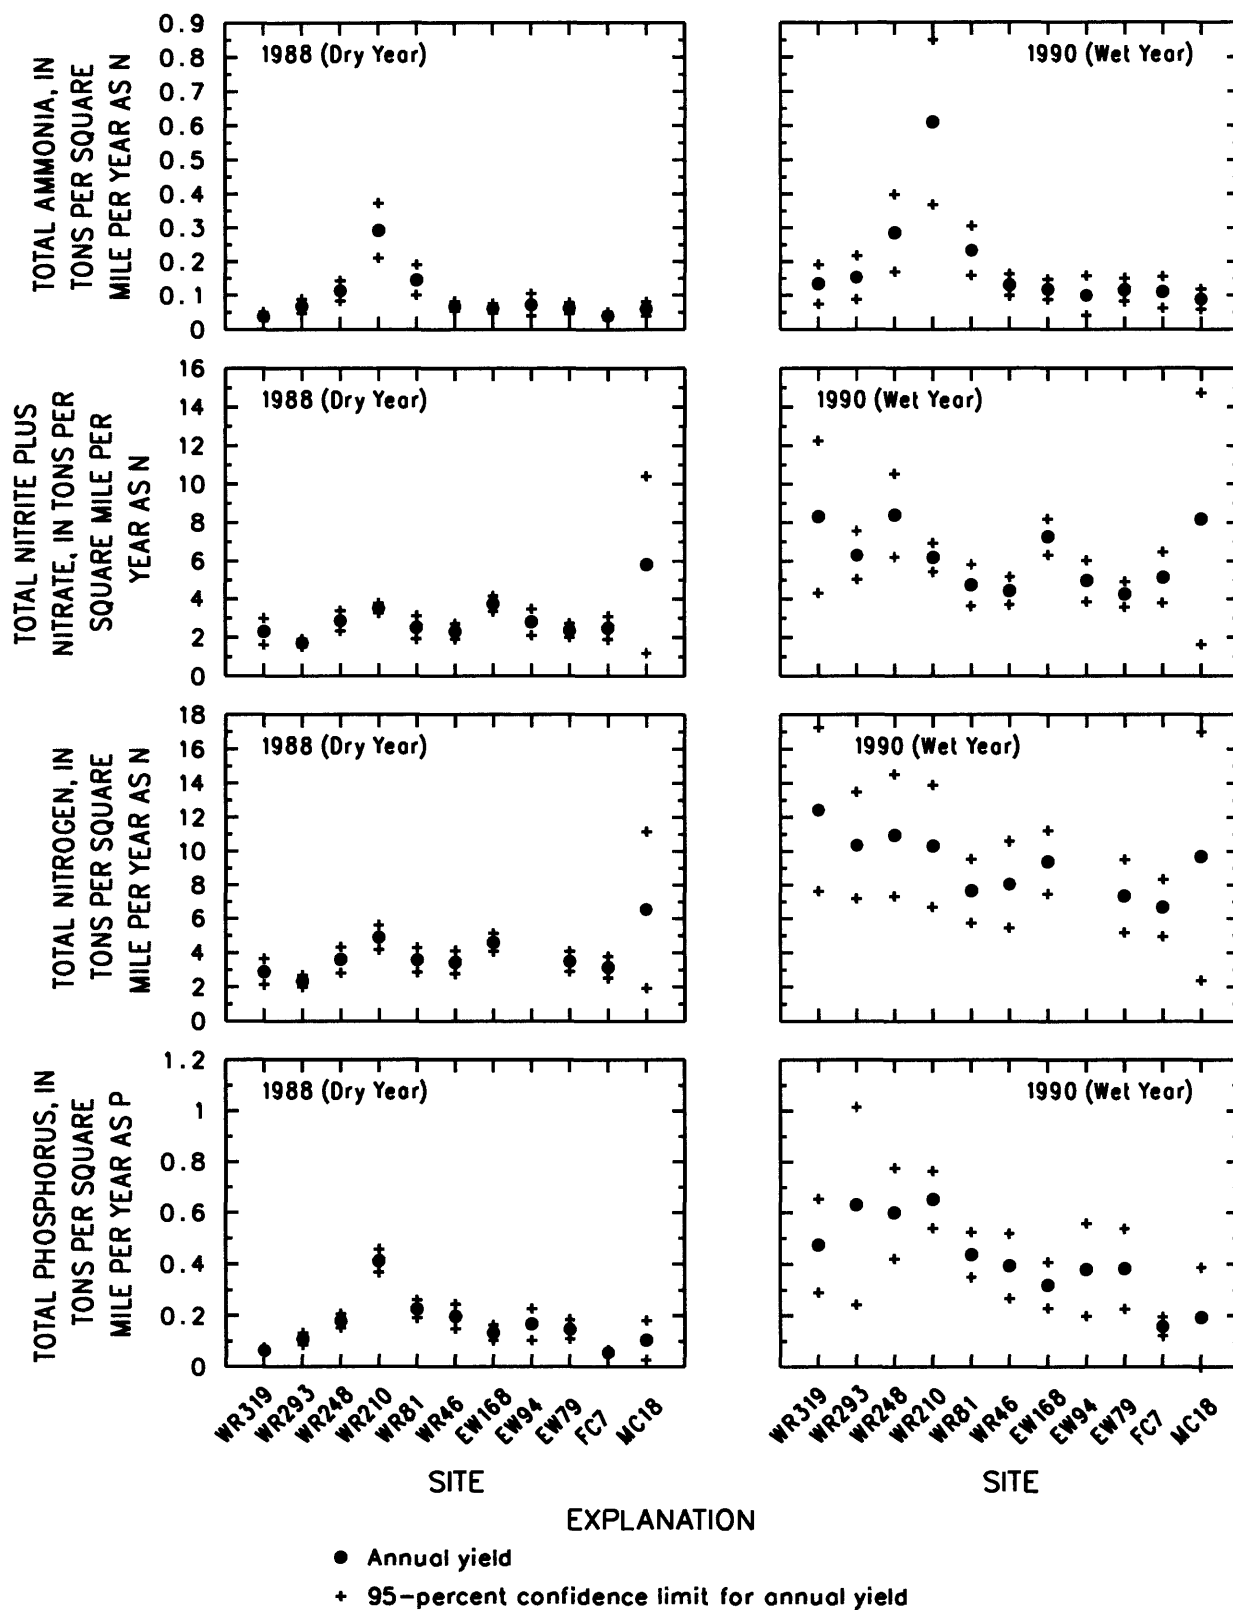 TOTAL AMMONIA, IN
TONS PER SQUARE
MILE PER YEAR AS N
0.9
0.8
0.7
0.6
0.5
0.4
0.3
0.2
0.1
0
1988 (Dry Year)
1990 (Wet Year)
TOTAL NITRITE PLUS
NITRATE, IN TONS PER
SQUARE MILE PER
YEAR AS N
16
14
12
10
8
6
4
2
0
1988 (Dry Year)
1990 (Wet Year)
TOTAL NITROGEN, IN
TONS PER SQUARE
MILE PER YEAR AS N
18
16
14
12
10
8
6
4
2
0
1988 (Dry Year)
1990 (Wet Year)
TOTAL PHOSPHORUS, IN
TONS PER SQUARE
MILE PER YEAR AS P
1.2
1
0.8
0.6
0.4
0.2
0
1988 (Dry Year)
1990 (Wet Year)
WR319
WR293
WR248
WR210
WR81
WR46
EW168
EW94
EW79
FC7
MC18
SITE
WR319
WR293
WR248
WR210
WR81
WR46
EW168
EW94
EW79
FC7
MC18
SITE
EXPLANATION
● Annual yield
+ 95-percent confidence limit for annual yield